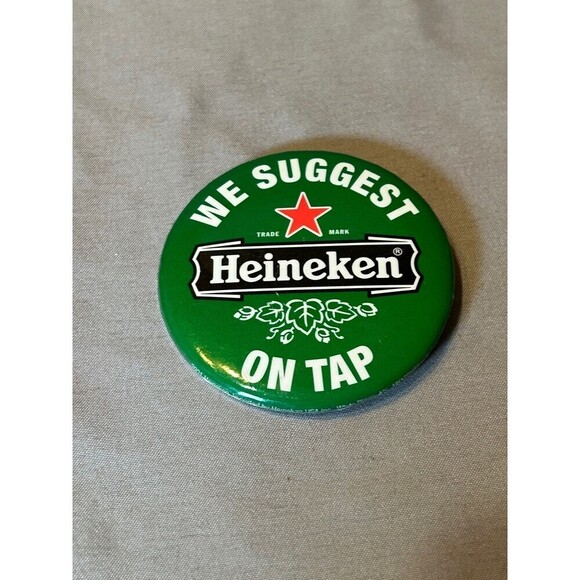 WE SUGGEST
TRADE MARK
Heineken®
ON TAP